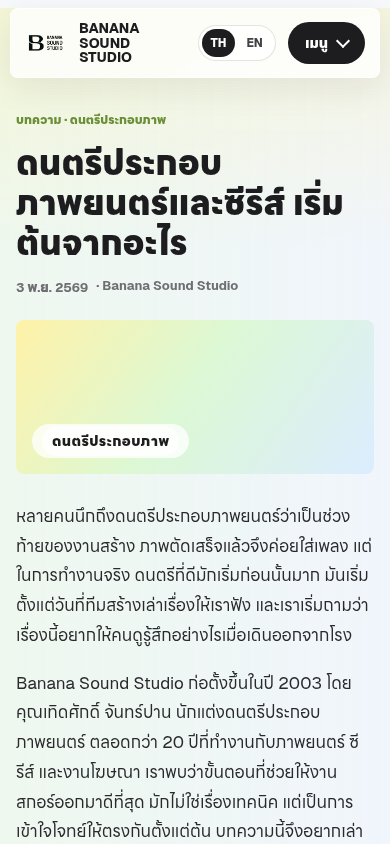 B BANANA SOUND STUDIO
BANANA
SOUND
STUDIO
TH EN เมนู
บทความ · ดนตรีประกอบภาพ
ดนตรีประกอบ
ภาพยนตร์และซีรีส์ เริ่ม
ต้นจากอะไร
3 พ.ย. 2569 · Banana Sound Studio
ดนตรีประกอบภาพ
หลายคนนึกถึงดนตรีประกอบภาพยนตร์ว่าเป็นช่วง
ท้ายของงานสร้าง ภาพตัดเสร็จแล้วจึงค่อยใส่เพลง แต่
ในการทำงานจริง ดนตรีที่ดีมักเริ่มก่อนนั้นมาก มันเริ่ม
ตั้งแต่วันที่ทีมสร้างเล่าเรื่องให้เราฟัง และเราเริ่มถามว่า
เรื่องนี้อยากให้คนดูรู้สึกอย่างไรเมื่อเดินออกจากโรง
Banana Sound Studio ก่อตั้งขึ้นในปี 2003 โดย
คุณเทิดศักดิ์ จันทร์ปาน นักแต่งดนตรีประกอบ
ภาพยนตร์ ตลอดกว่า 20 ปีที่ทำงานกับภาพยนตร์ ซี
รีส์ และงานโฆษณา เราพบว่าขั้นตอนที่ช่วยให้งาน
สกอร์ออกมาดีที่สุด มักไม่ใช่เรื่องเทคนิค แต่เป็นการ
เข้าใจโจทย์ให้ตรงกันตั้งแต่ต้น บทความนี้จึงอยากเล่า